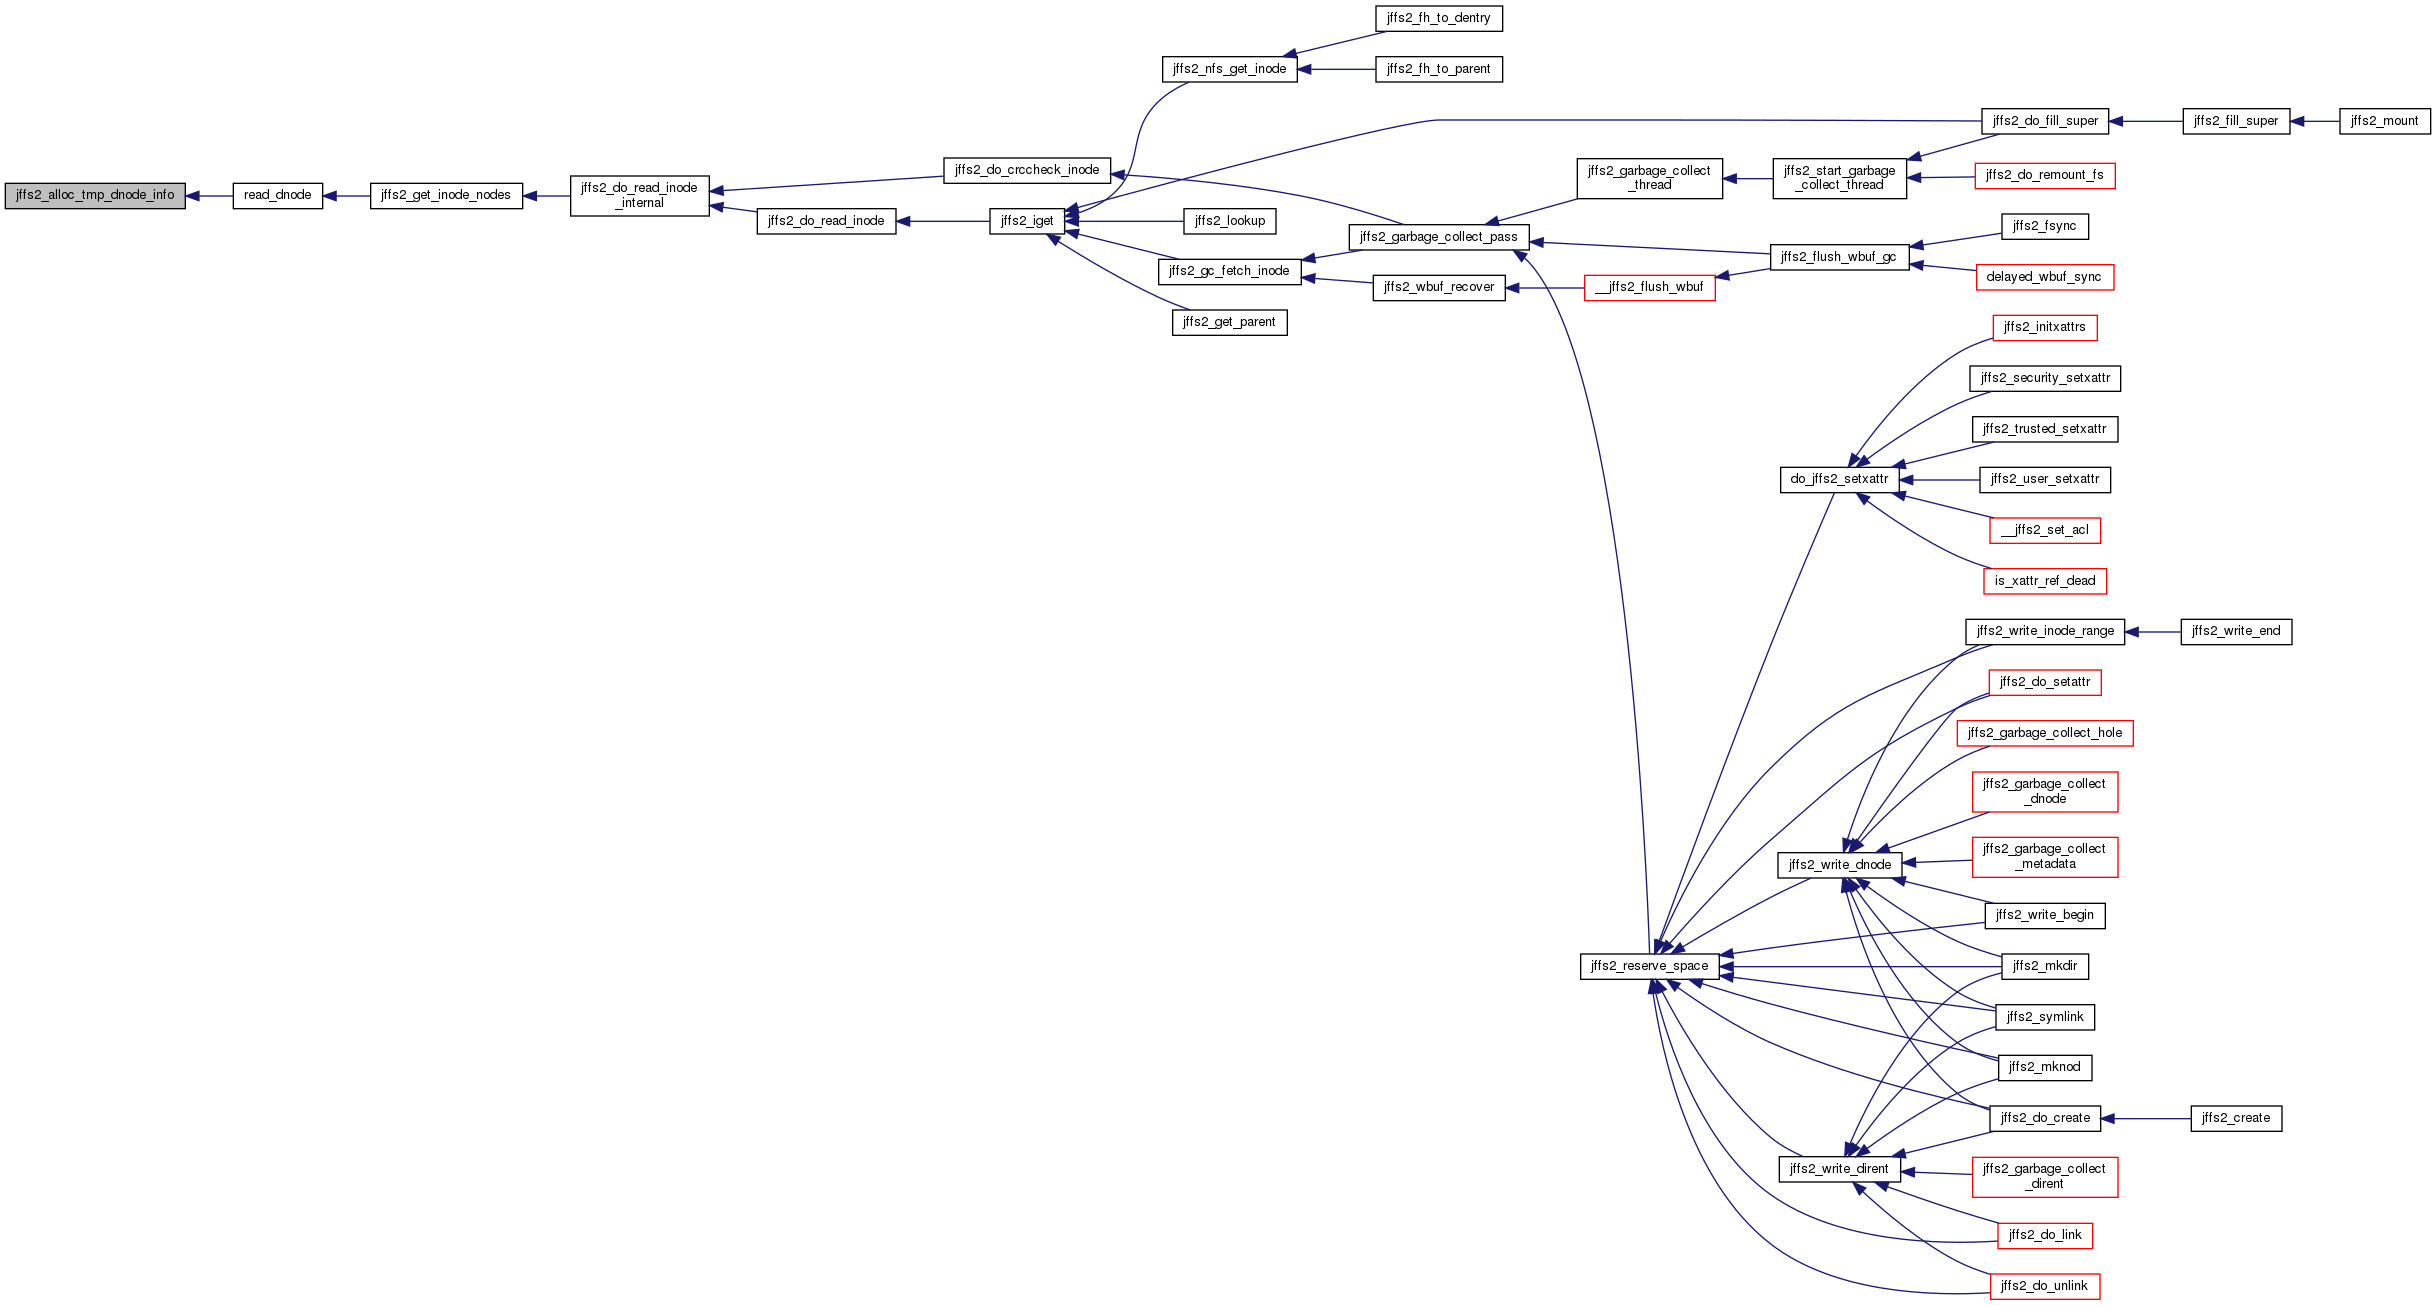 jffs2_alloc_tmp_dnode_info
read_dnode
jffs2_get_inode_nodes
jffs2_do_read_inode
_internal
jffs2_do_crccheck_inode
jffs2_do_read_inode
jffs2_iget
jffs2_nfs_get_inode
jffs2_lookup
jffs2_gc_fetch_inode
jffs2_get_parent
jffs2_fh_to_dentry
jffs2_fh_to_parent
jffs2_garbage_collect_pass
jffs2_wbuf_recover
jffs2_garbage_collect
_thread
__jffs2_flush_wbuf
jffs2_reserve_space
jffs2_start_garbage
_collect_thread
jffs2_flush_wbuf_gc
do_jffs2_setxattr
jffs2_write_dnode
jffs2_write_dirent
jffs2_do_fill_super
jffs2_do_remount_fs
jffs2_fsync
delayed_wbuf_sync
jffs2_initxattrs
jffs2_security_setxattr
jffs2_trusted_setxattr
jffs2_user_setxattr
__jffs2_set_acl
is_xattr_ref_dead
jffs2_write_inode_range
jffs2_do_setattr
jffs2_garbage_collect_hole
jffs2_garbage_collect
_dnode
jffs2_garbage_collect
_metadata
jffs2_write_begin
jffs2_mkdir
jffs2_symlink
jffs2_mknod
jffs2_do_create
jffs2_garbage_collect
_dirent
jffs2_do_link
jffs2_do_unlink
jffs2_fill_super
jffs2_write_end
jffs2_create
jffs2_mount